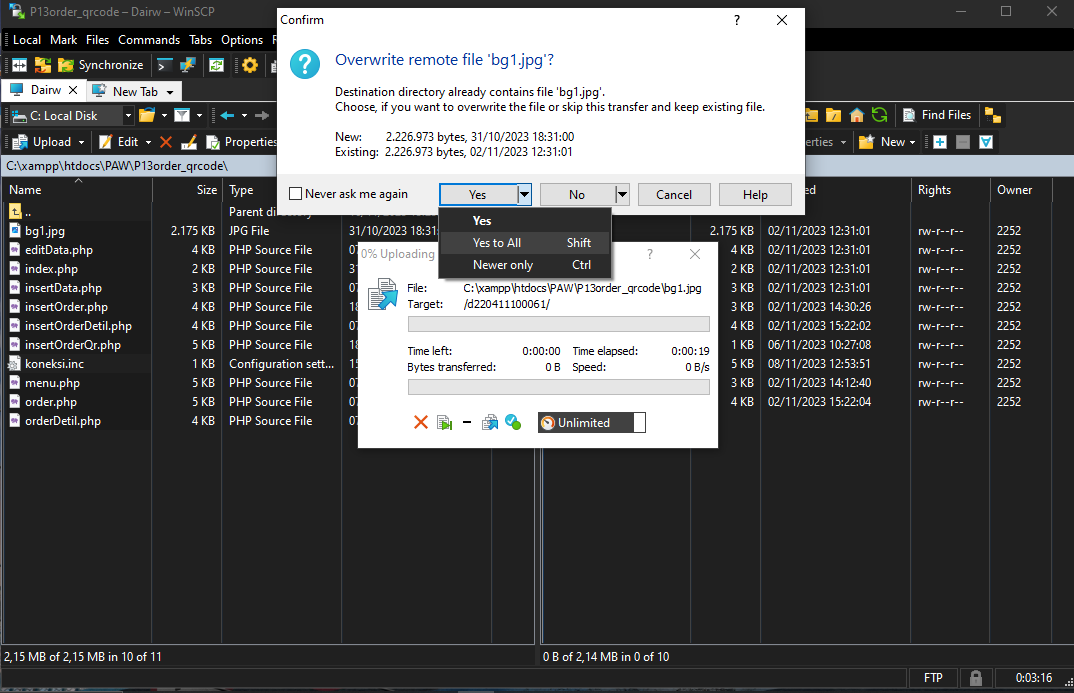 P13order_qrcode – Dairw – WinSCP
Local Mark Files Commands Tabs Options
Synchronize
Dairw New Tab
C: Local Disk
Find Files
Upload Edit Properties
New
C:\xampp\htdocs\PAW\P13order_qrcode\
Confirm
Overwrite remote file 'bg1.jpg'?
Destination directory already contains file 'bg1.jpg'.
Choose, if you want to overwrite the file or skip this transfer and keep existing file.
New: 2.226.973 bytes, 31/10/2023 18:31:00
Existing: 2.226.973 bytes, 02/11/2023 12:31:01
Never ask me again Yes No Cancel Help
Yes
Yes to All Shift
Newer only Ctrl
0% Uploading
File: C:\xampp\htdocs\PAW\P13order_qrcode\bg1.jpg
Target: /d220411100061/
Time left: 0:00:00 Time elapsed: 0:00:19
Bytes transferred: 0 B Speed: 0 B/s
Unlimited
Name Size Type
..
bg1.jpg 2.175 KB JPG File 31/10/2023 18:31
editData.php 4 KB PHP Source File
index.php 2 KB PHP Source File
insertData.php 3 KB PHP Source File
insertOrder.php 4 KB PHP Source File
insertOrderDetil.php 4 KB PHP Source File
insertOrderQr.php 5 KB PHP Source File
koneksi.inc 1 KB Configuration sett...
menu.php 5 KB PHP Source File
order.php 5 KB PHP Source File
orderDetil.php 4 KB PHP Source File
Rights Owner
2.175 KB 02/11/2023 12:31:01 rw-r--r-- 2252
4 KB 02/11/2023 12:31:01 rw-r--r-- 2252
2 KB 02/11/2023 12:31:01 rw-r--r-- 2252
3 KB 02/11/2023 12:31:01 rw-r--r-- 2252
3 KB 02/11/2023 14:30:26 rw-r--r-- 2252
4 KB 02/11/2023 15:22:02 rw-r--r-- 2252
1 KB 06/11/2023 10:27:08 rw-r--r-- 2252
5 KB 08/11/2023 12:53:51 rw-r--r-- 2252
3 KB 02/11/2023 14:12:40 rw-r--r-- 2252
4 KB 02/11/2023 15:22:04 rw-r--r-- 2252
2,15 MB of 2,15 MB in 10 of 11
0 B of 2,14 MB in 0 of 10
FTP 0:03:16